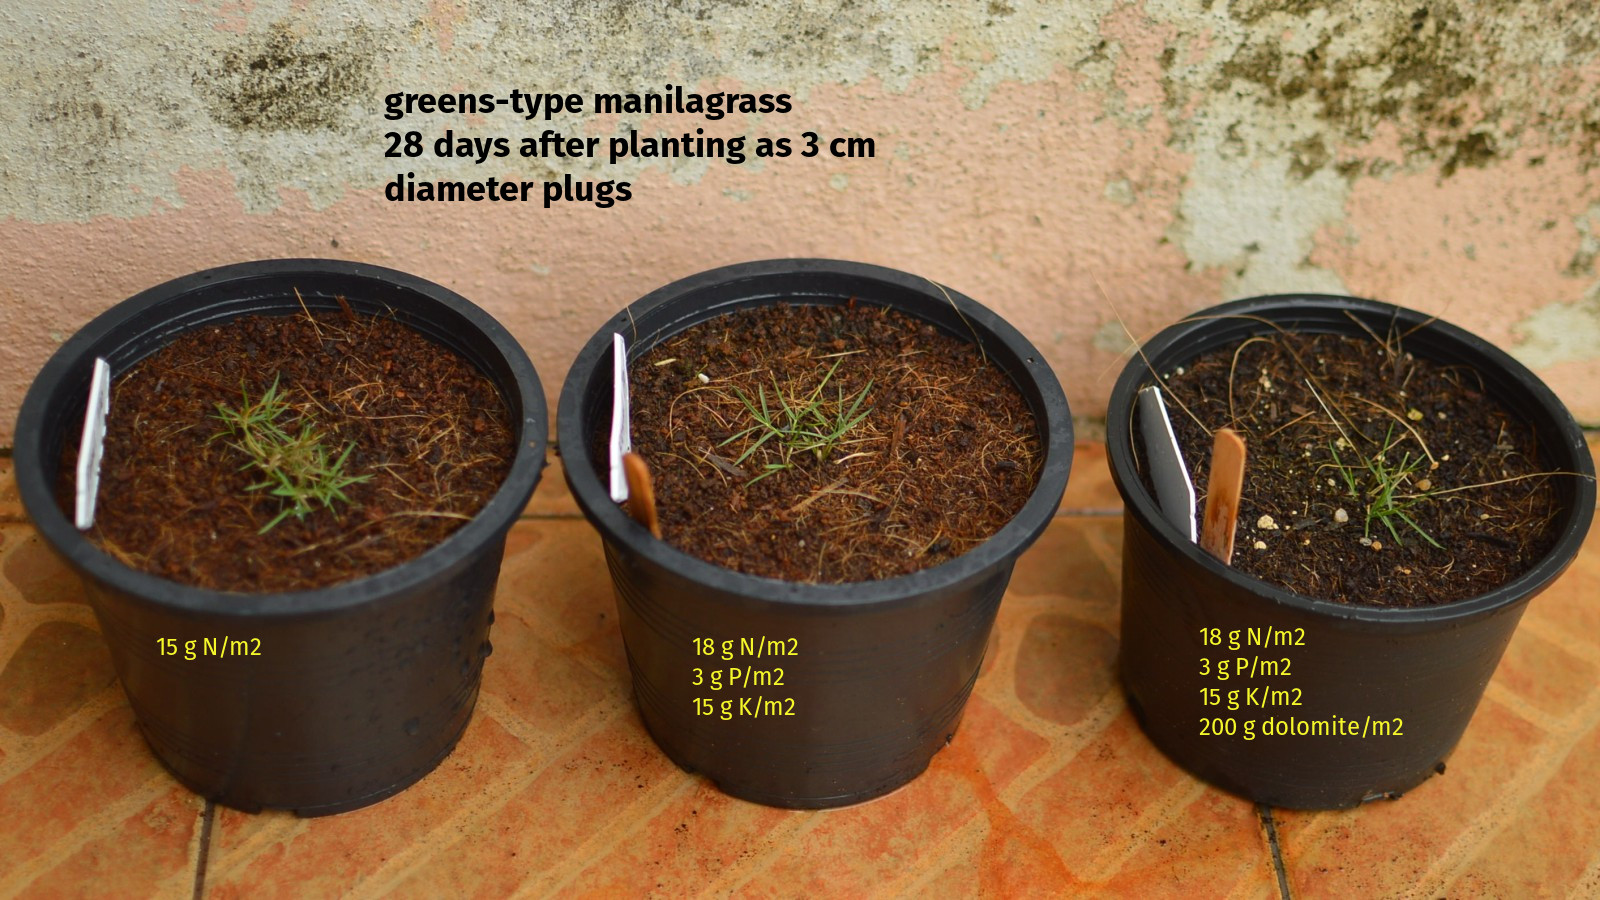 greens-type manilagrass
28 days after planting as 3 cm
diameter plugs
15 g N/m2
18 g N/m2
3 g P/m2
15 g K/m2
18 g N/m2
3 g P/m2
15 g K/m2
200 g dolomite/m2